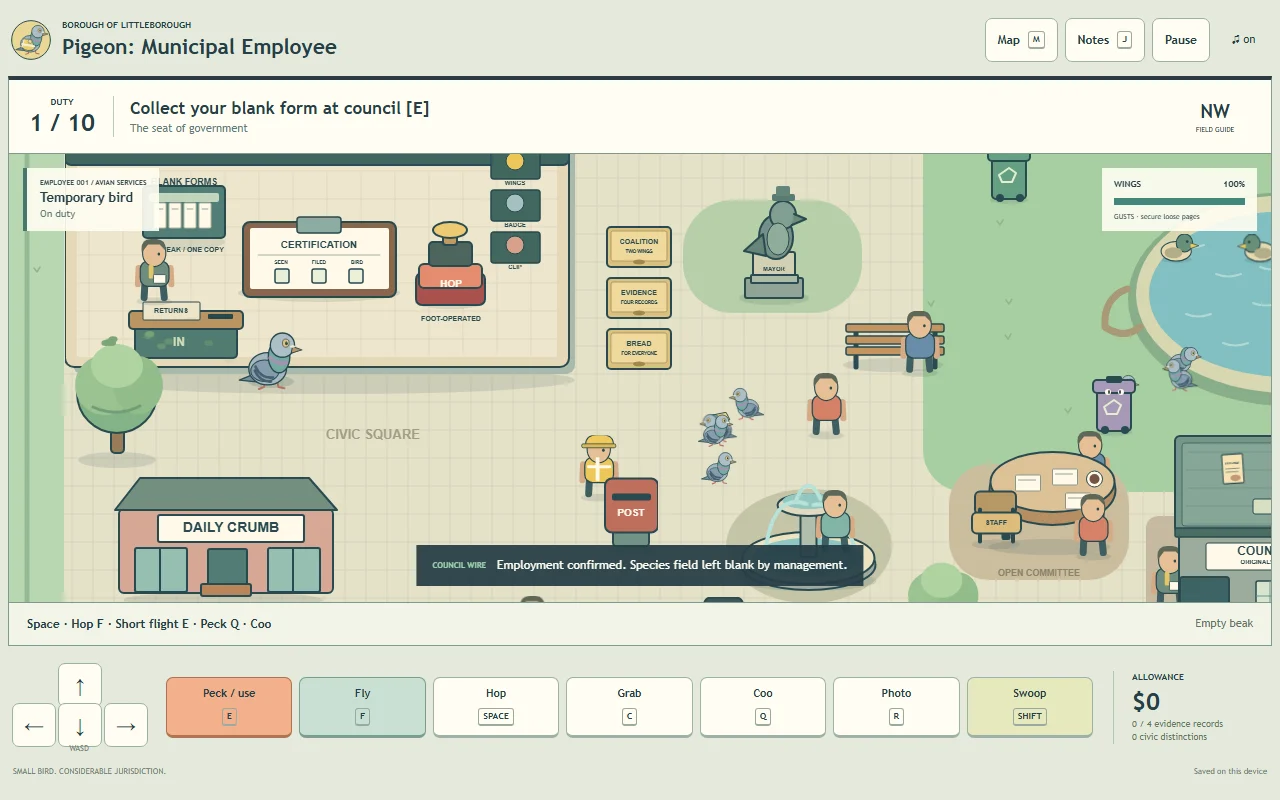 BOROUGH OF LITTLEBOROUGH
Pigeon: Municipal Employee
Map M
Notes J
Pause
♫ on
DUTY
1 / 10
Collect your blank form at council [E]
The seat of government
NW
FIELD GUIDE
EMPLOYEE 001 / AVIAN SERVICES
Temporary bird
On duty
LANK FORMS
EAK / ONE COPY
CERTIFICATION
SEEN FILED BIRD
HOP
FOOT-OPERATED
WINGS
BADGE
CLIP
RETURNS
IN
COALITION
TWO WINGS
EVIDENCE
FOUR RECORDS
BREAD
FOR EVERYONE
MAYOR
WINGS 100%
GUSTS · secure loose pages
CIVIC SQUARE
DAILY CRUMB
POST
STAFF
OPEN COMMITTEE
COUN
ORIGINAL
COUNCIL WIRE Employment confirmed. Species field left blank by management.
Space · Hop F · Short flight E · Peck Q · Coo
Empty beak
↑
← ↓ →
WASD
Peck / use
E
Fly
F
Hop
SPACE
Grab
C
Coo
Q
Photo
R
Swoop
SHIFT
ALLOWANCE
$0
0 / 4 evidence records
0 civic distinctions
SMALL BIRD. CONSIDERABLE JURISDICTION.
Saved on this device